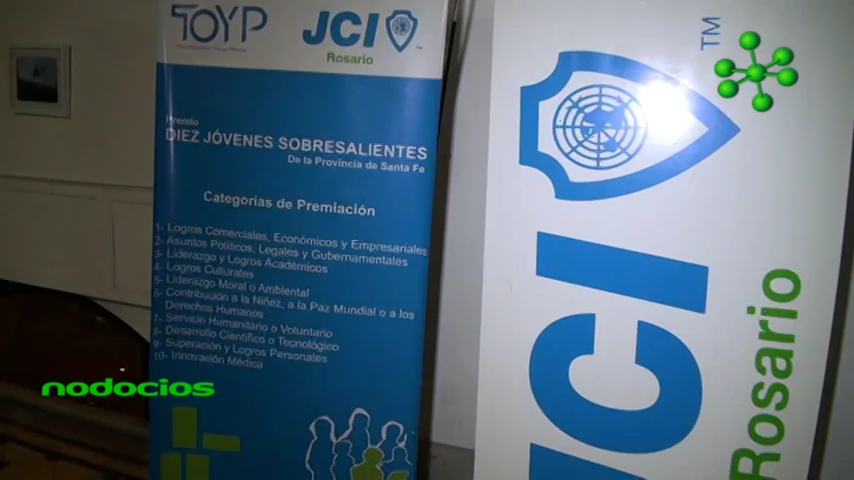 TOYP
JCI
Rosario
Premio
DIEZ JÓVENES SOBRESALIENTES
De la Provincia de Santa Fe
Categorías de Premiación
1- Logros Comerciales, Económicos y Empresariales
2- Asuntos Políticos, Legales y Gubernamentales
3- Liderazgo y Logros Académicos
4- Logros Culturales
5- Liderazgo Moral o Ambiental
6- Contribución a la Niñez, a la Paz Mundial o a los
Derechos Humanos
7- Servicio Humanitario o Voluntario
8- Desarrollo Científico o Tecnológico
9- Superación y Logros Personales
10- Innovación Médica
TM
JCI
Rosario
nodocios